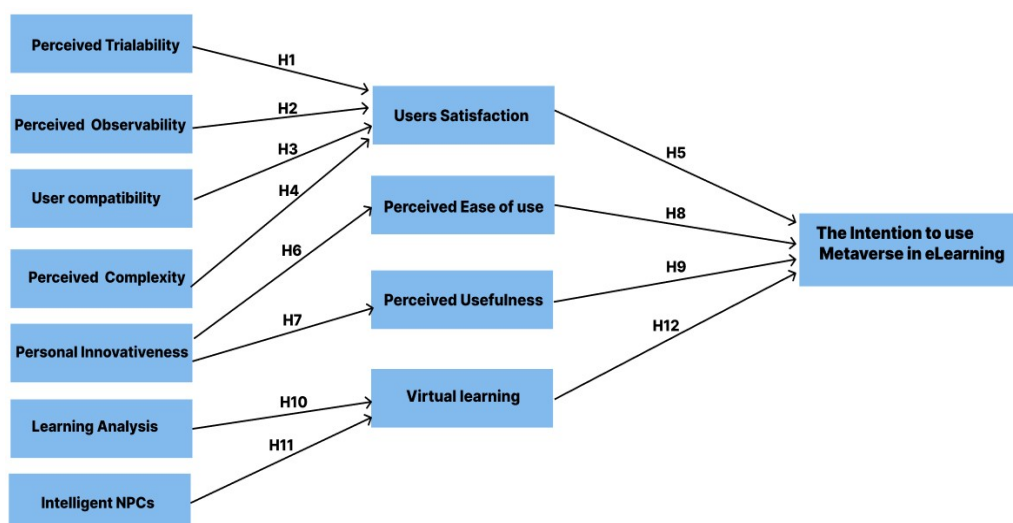 Perceived Trialability
Perceived Observability
User compatibility
Perceived Complexity
Personal Innovativeness
Learning Analysis
Intelligent NPCs
H1
H2
H3
H4
H6
H7
H10
H11
Users Satisfaction
Perceived Ease of use
Perceived Usefulness
Virtual learning
H5
H8
H9
H12
The Intention to use
Metaverse in eLearning